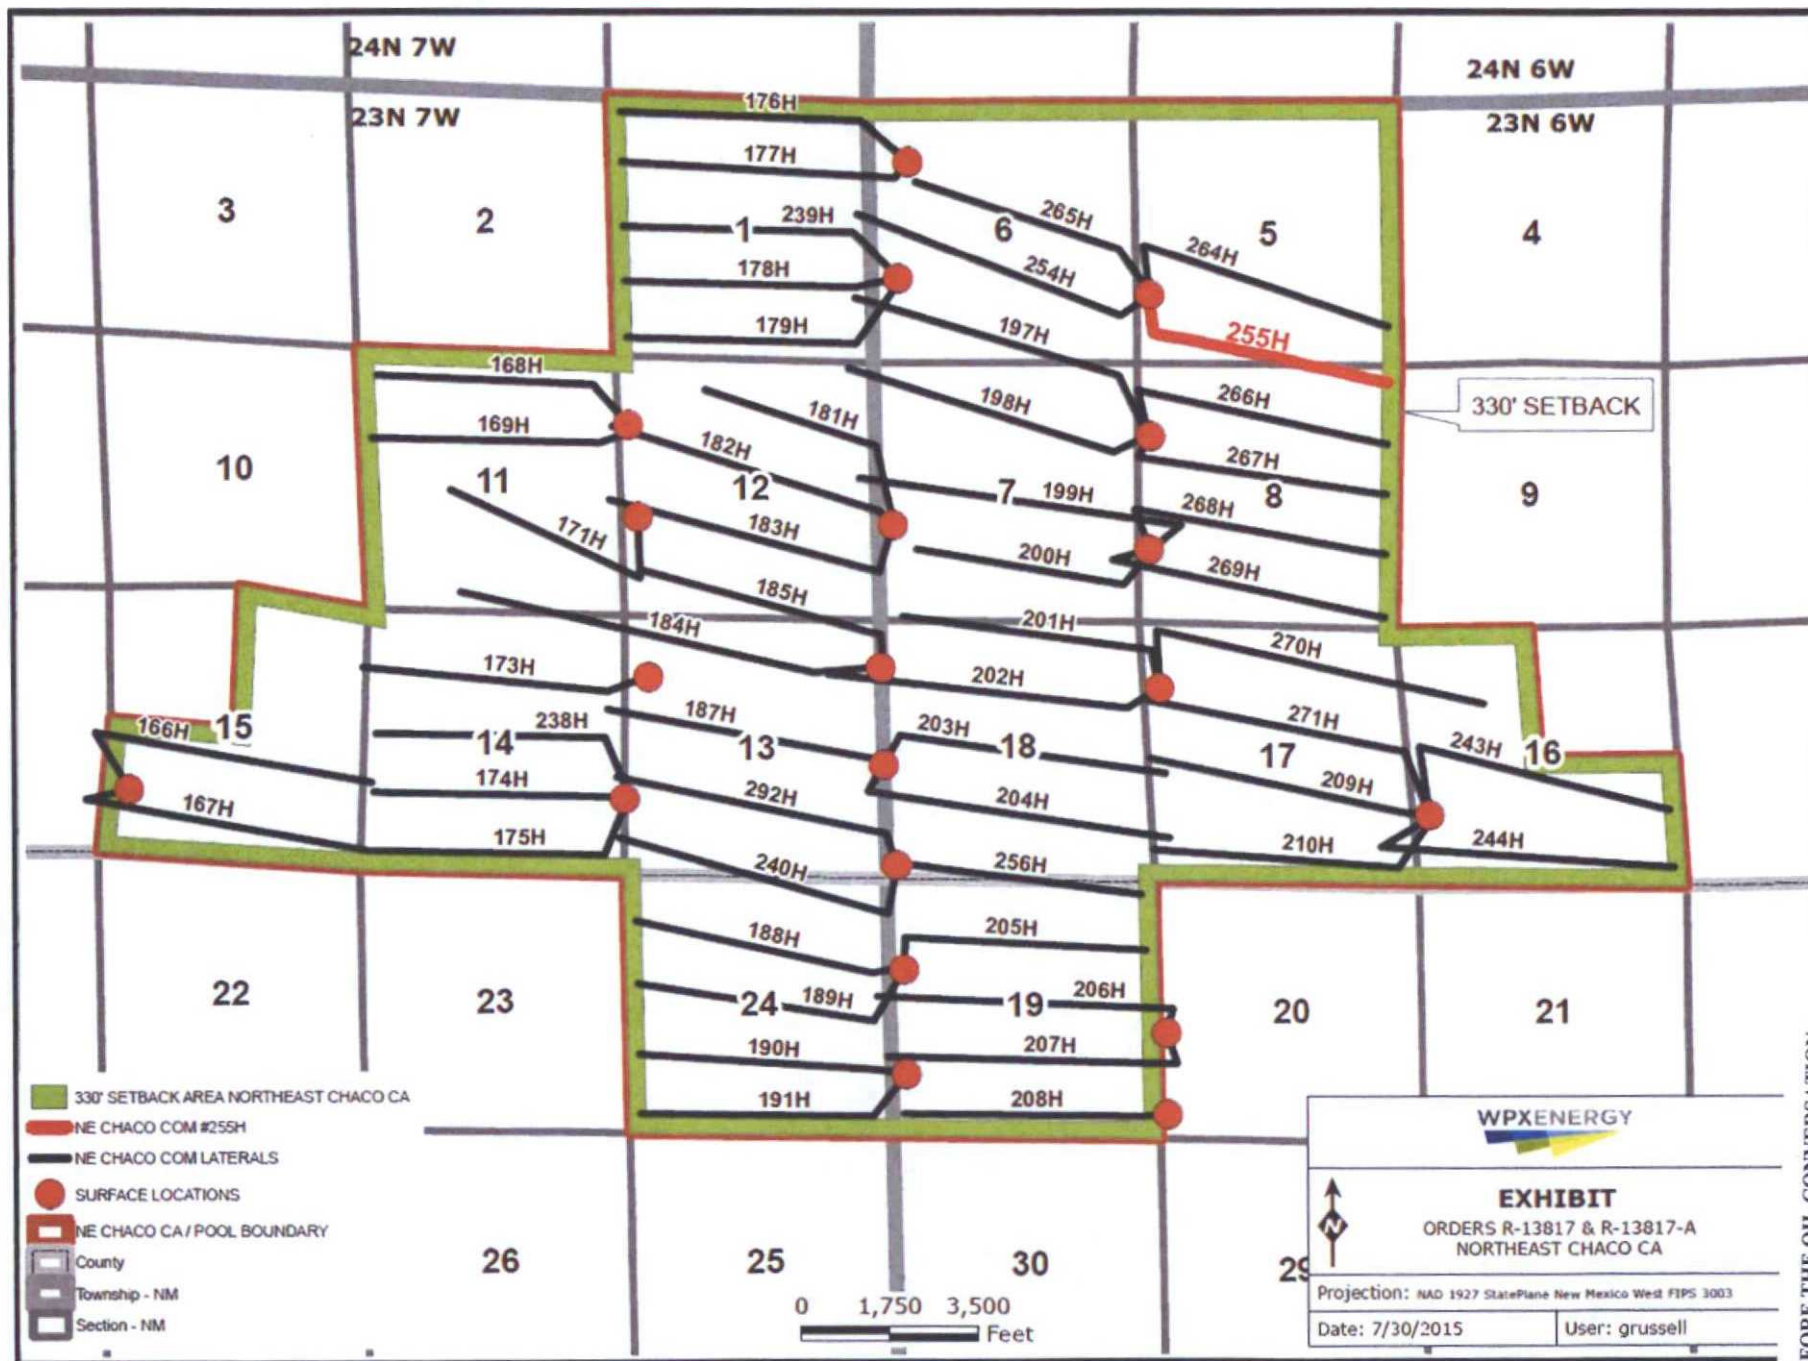 24N 7W
24N 6W
23N 7W
23N 6W
176H
177H
3
2
239H
1
265H
6
5
4
264H
178H
254H
179H
197H
255H
168H
198H
266H
330' SETBACK
169H
181H
182H
267H
10
11
12
7
199H
8
9
268H
171H
183H
200H
269H
185H
184H
201H
270H
173H
202H
187H
271H
166H
15
238H
14
13
203H
18
17
243H
16
174H
292H
209H
167H
204H
175H
240H
256H
210H
244H
188H
205H
22
23
24
189H
19
206H
20
21
190H
207H
191H
208H
26
25
30
29
330' SETBACK AREA NORTHEAST CHACO CA
NE CHACO COM #255H
NE CHACO COM LATERALS
SURFACE LOCATIONS
NE CHACO CA / POOL BOUNDARY
County
Township - NM
Section - NM
0 1,750 3,500
Feet
WPXENERGY
N
EXHIBIT
ORDERS R-13817 & R-13817-A
NORTHEAST CHACO CA
Projection: NAD 1927 StatePlane New Mexico West FIPS 3003
Date: 7/30/2015
User: grussell